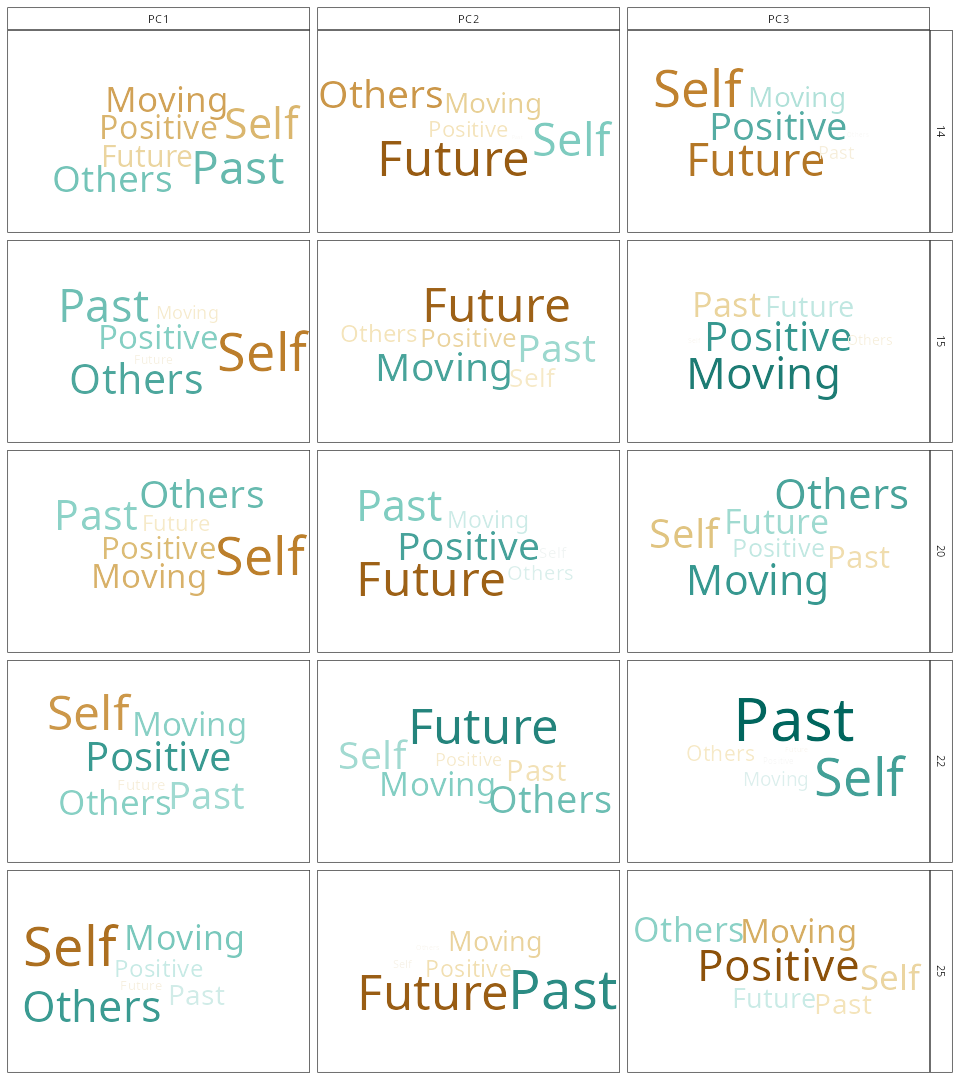 PC1 PC2 PC3
Moving
Positive Self
Future
Others Past
Others Moving
Positive Self
Future
Self Moving
Positive
Future Past
14
Past Moving
Positive Self
Future
Others
Future
Others Positive Past
Moving Self
Past Future
Positive Others
Moving
15
Others
Past Future
Positive Self
Moving
Past Moving
Positive Self
Future Others
Others
Self Future
Positive Past
Moving
20
Self Moving
Positive
Future
Others Past
Future
Self Positive Past
Moving Others
Past
Others
Moving Self
22
Self Moving
Positive
Future
Others Past
Moving
Self Positive
Future Past
Others Moving
Positive Self
Future Past
25